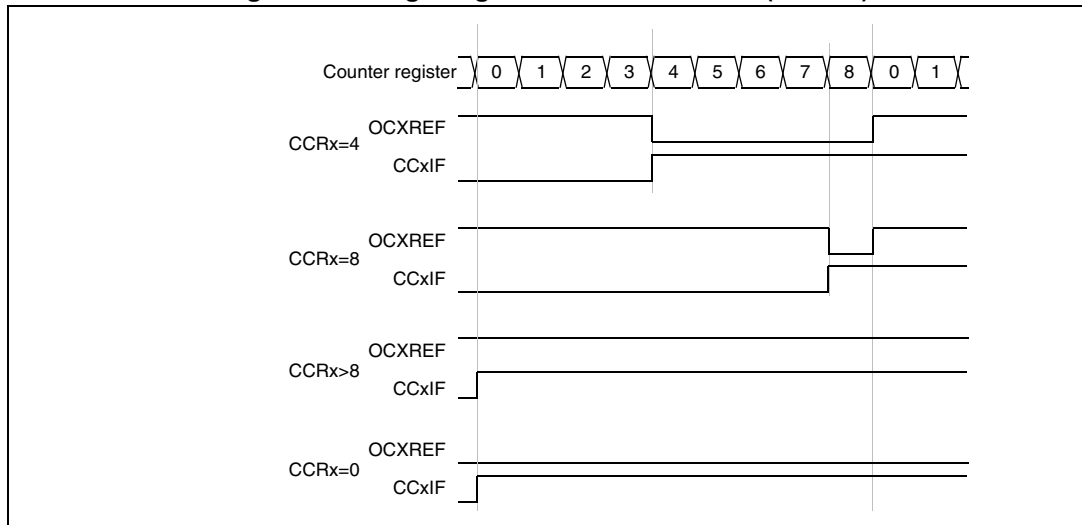 Counter register 0 1 2 3 4 5 6 7 8 0 1
OCXREF
CCRx=4
CCxIF
OCXREF
CCRx=8
CCxIF
OCXREF
CCRx>8
CCxIF
OCXREF
CCRx=0
CCxIF